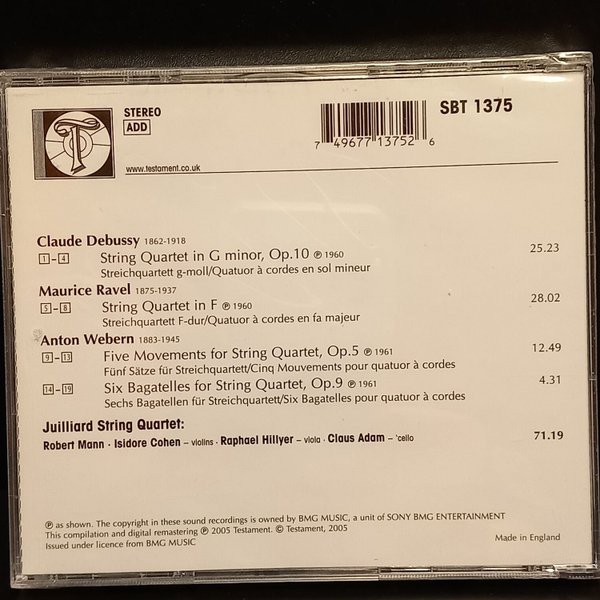 T
STEREO
ADD
www.testament.co.uk
SBT 1375
7 49677 13752 6
Claude Debussy 1862-1918
1-4 String Quartet in G minor, Op.10 ℗ 1960 25.23
Streichquartett g-moll/Quatuor à cordes en sol mineur
Maurice Ravel 1875-1937
5-8 String Quartet in F ℗ 1960 28.02
Streichquartett F-dur/Quatuor à cordes en fa majeur
Anton Webern 1883-1945
9-13 Five Movements for String Quartet, Op.5 ℗ 1961 12.49
Fünf Sätze für Streichquartett/Cinq Mouvements pour quatuor à cordes
14-19 Six Bagatelles for String Quartet, Op.9 ℗ 1961 4.31
Sechs Bagatellen für Streichquartett/Six Bagatelles pour quatuor à cordes
Juilliard String Quartet:
Robert Mann · Isidore Cohen – violins · Raphael Hillyer – viola · Claus Adam – 'cello 71.19
℗ as shown. The copyright in these sound recordings is owned by BMG MUSIC, a unit of SONY BMG ENTERTAINMENT
This compilation and digital remastering ℗ 2005 Testament. © Testament, 2005
Issued under licence from BMG MUSIC
Made in England